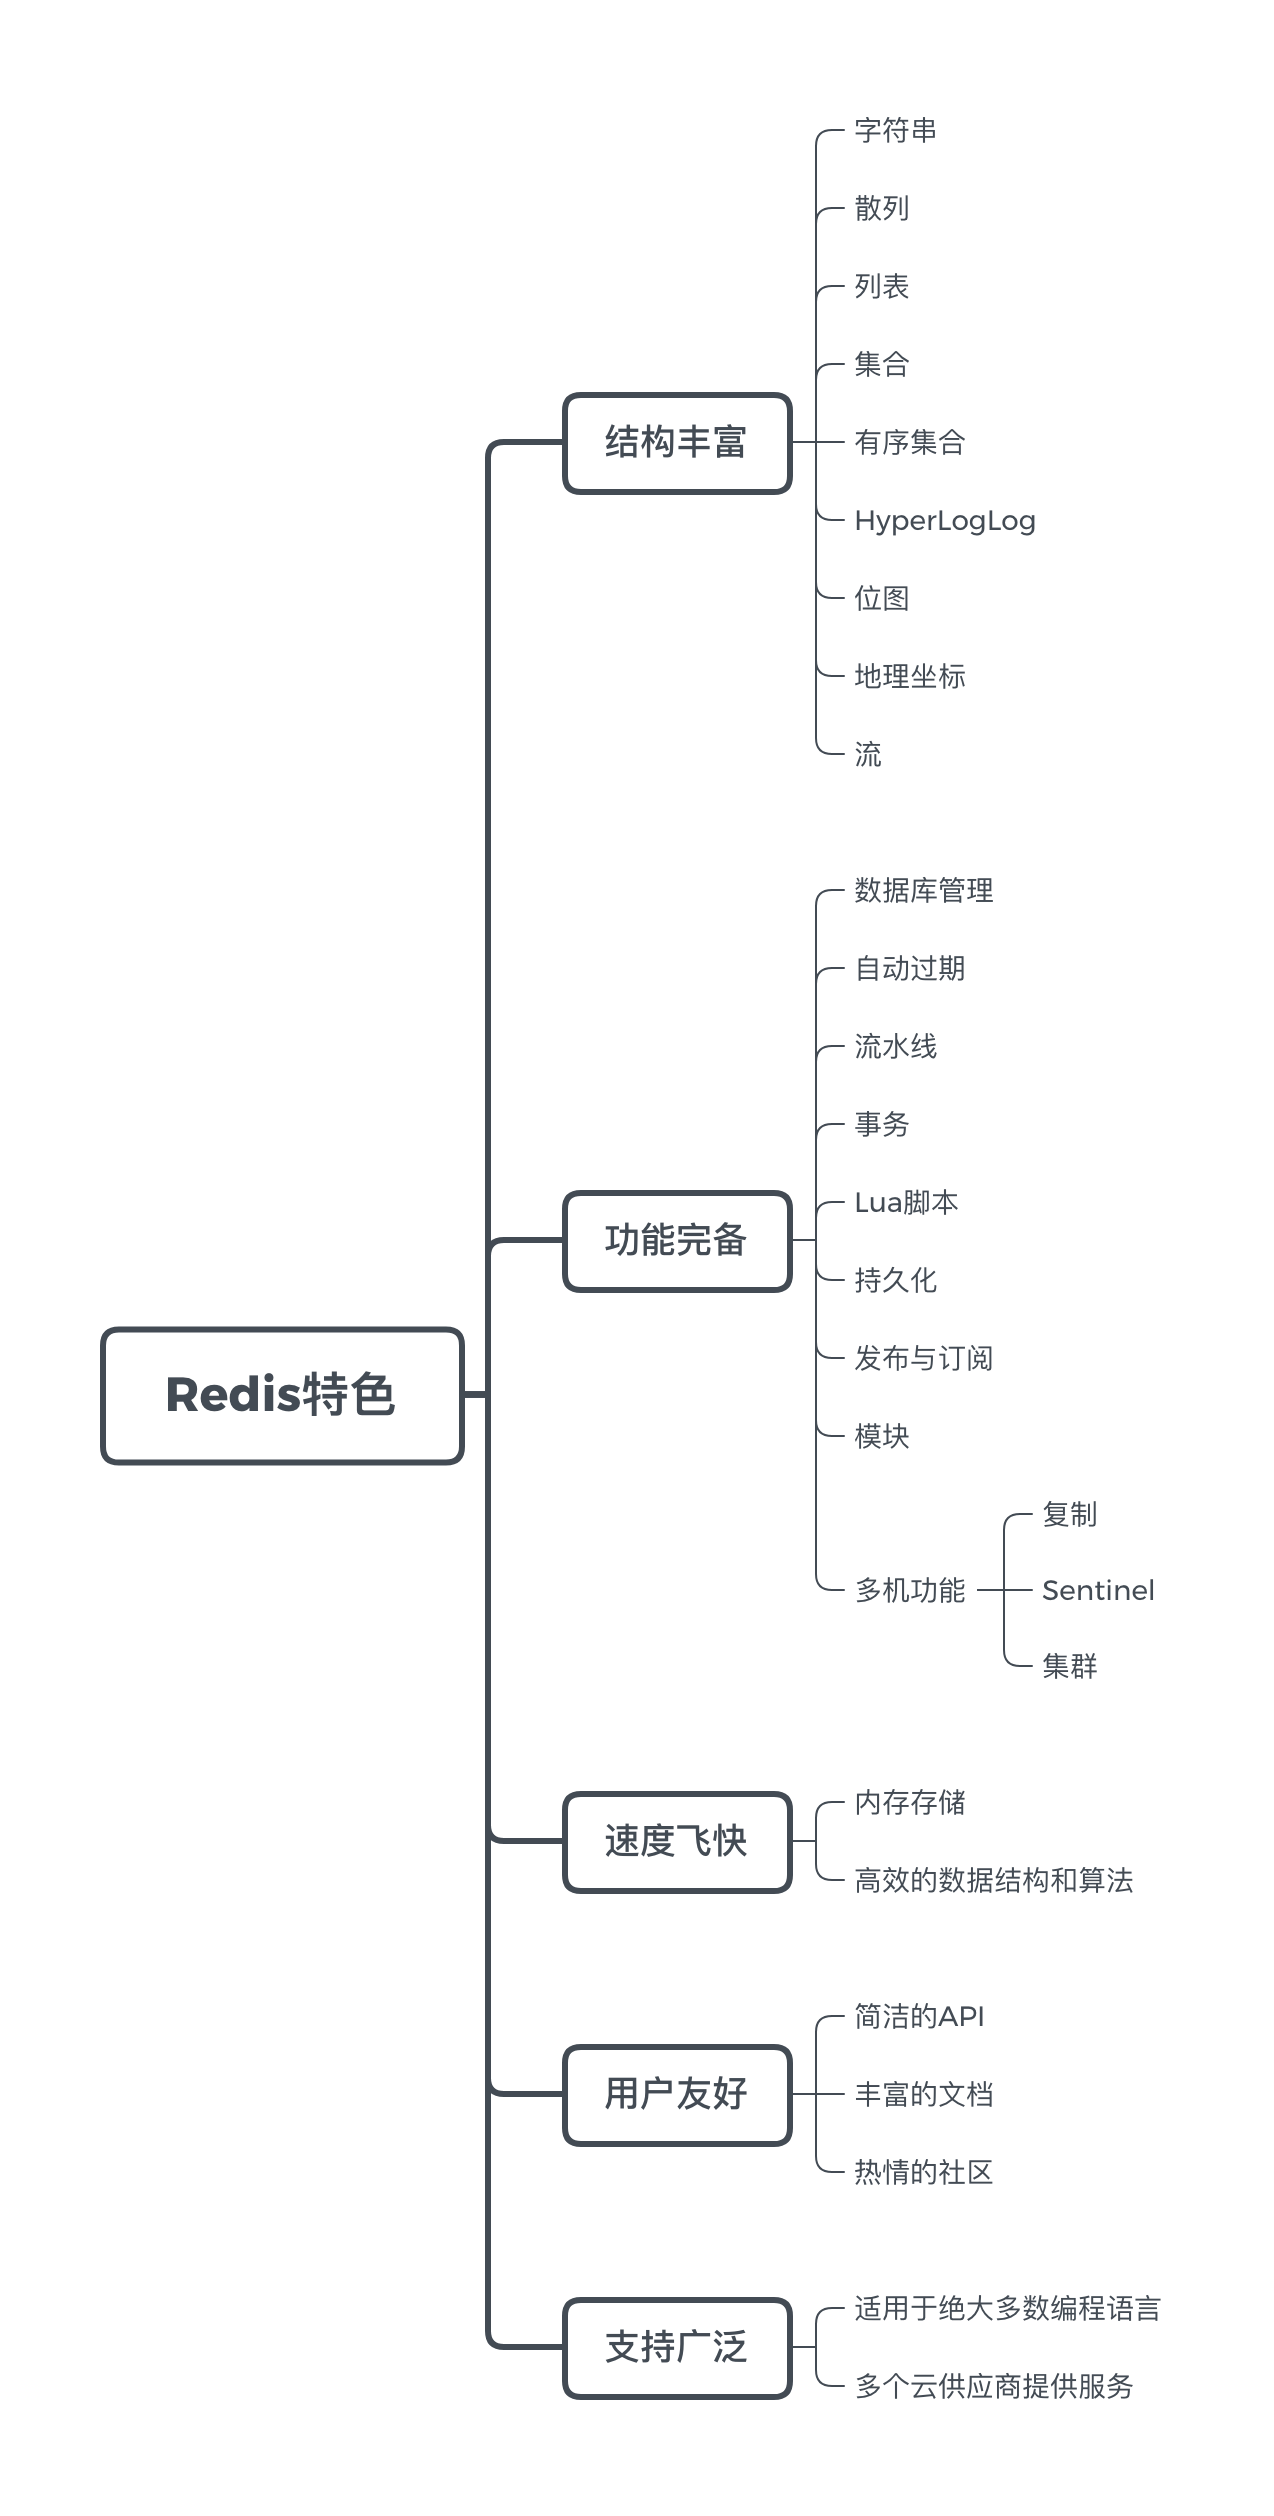 Redis特色
结构丰富
字符串
散列
列表
集合
有序集合
HyperLogLog
位图
地理坐标
流
功能完备
数据库管理
自动过期
流水线
事务
Lua脚本
持久化
发布与订阅
模块
多机功能
复制
Sentinel
集群
速度飞快
内存存储
高效的数据结构和算法
用户友好
简洁的API
丰富的文档
热情的社区
支持广泛
适用于绝大多数编程语言
多个云供应商提供服务